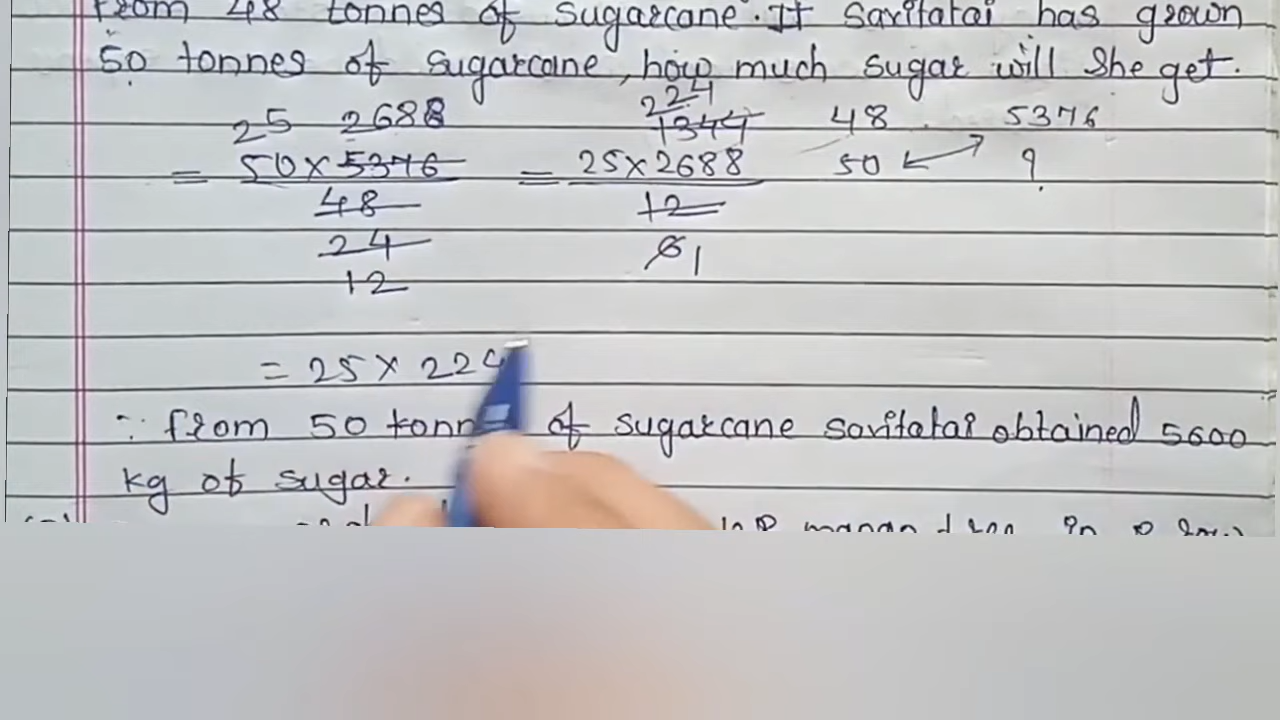 From 48 tonnes of sugarcane. If Savitatai has grown
50 tonnes of sugarcane, how much sugar will she get.
25 2688 224
1344 48 5376
= 50 × 5376 = 25 × 2688 50 ?
48 12
24 6 1
12
= 25 × 224
∴ from 50 tonnes of sugarcane savitatai obtained 5600
kg of sugar.